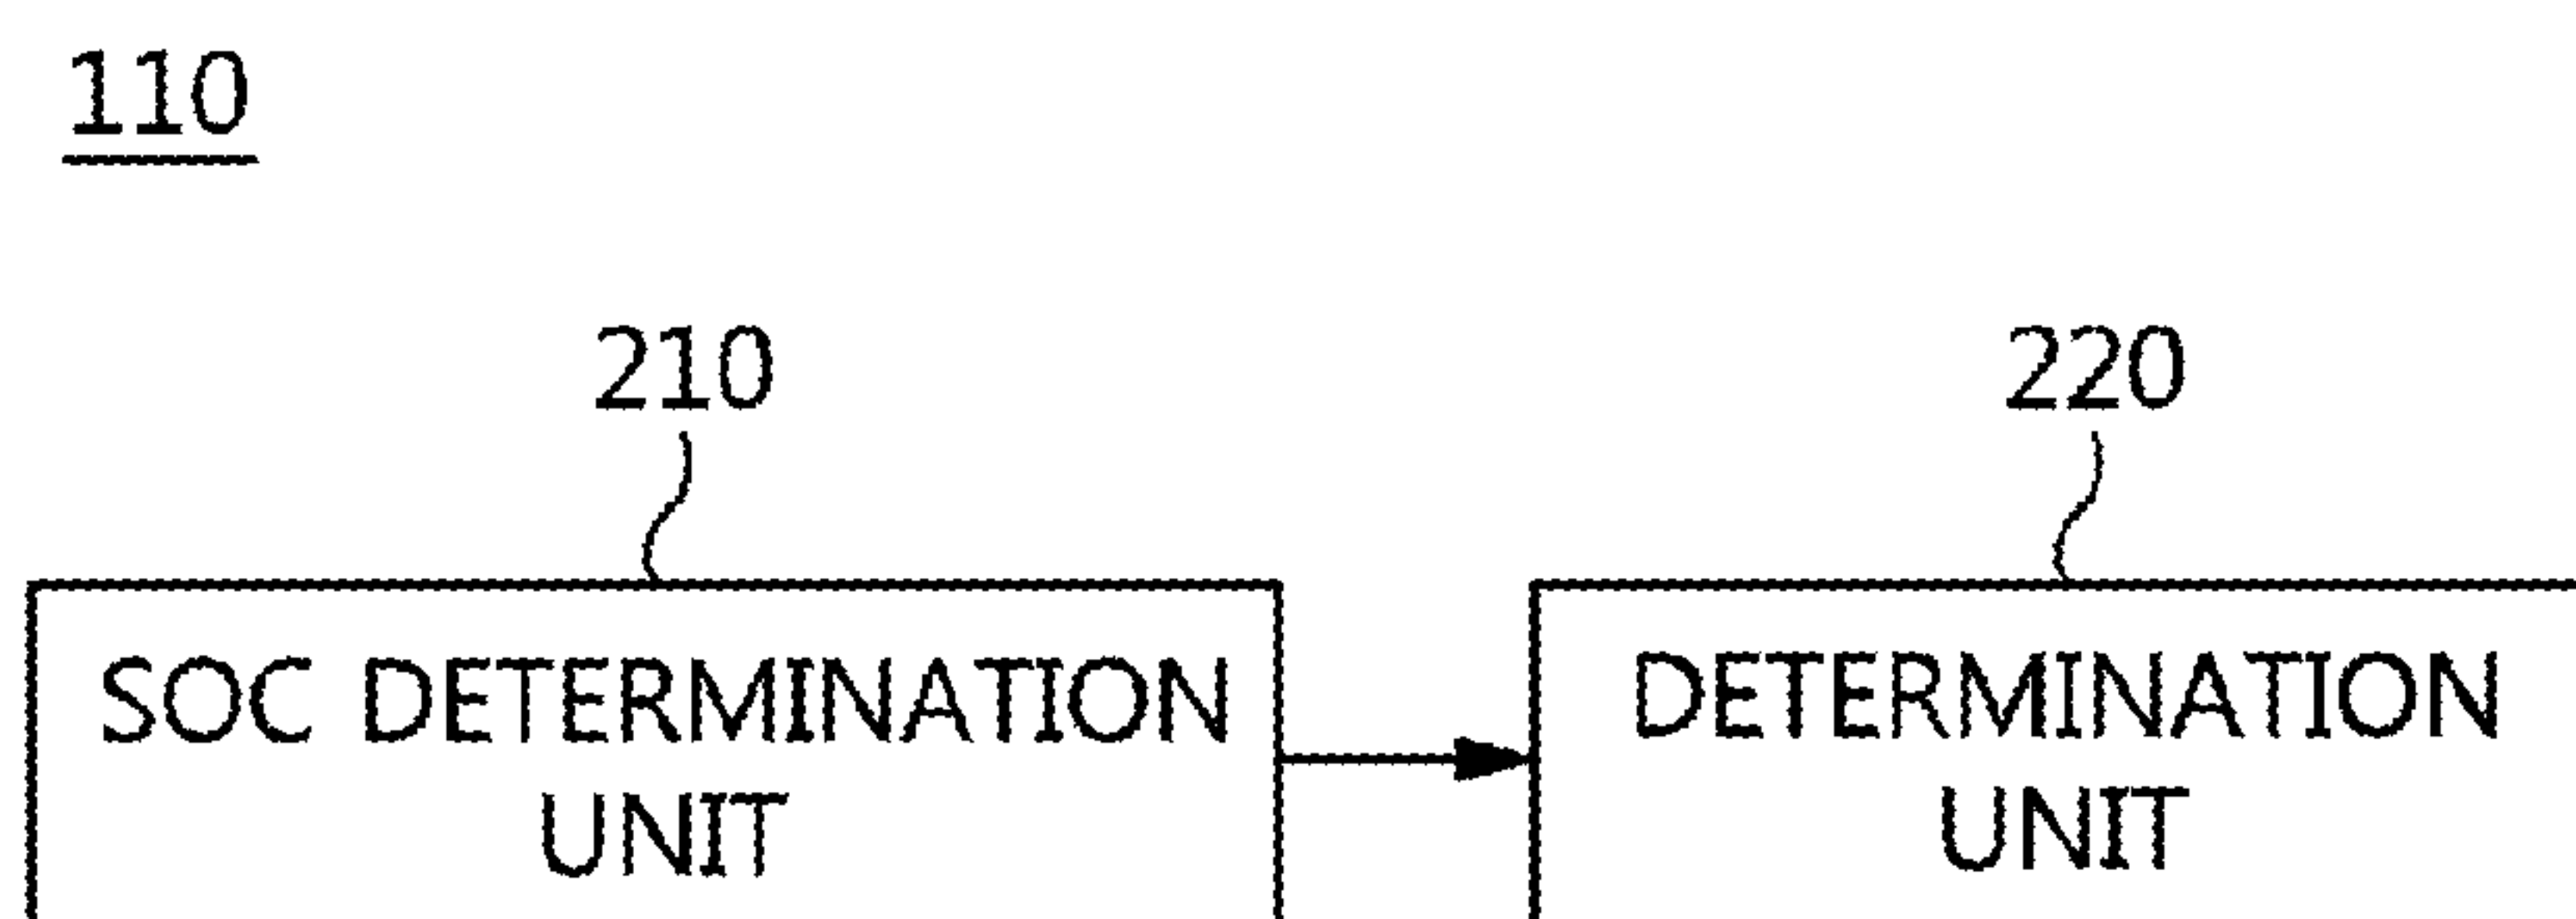 110
210
220
SOC DETERMINATION
UNIT
DETERMINATION
UNIT